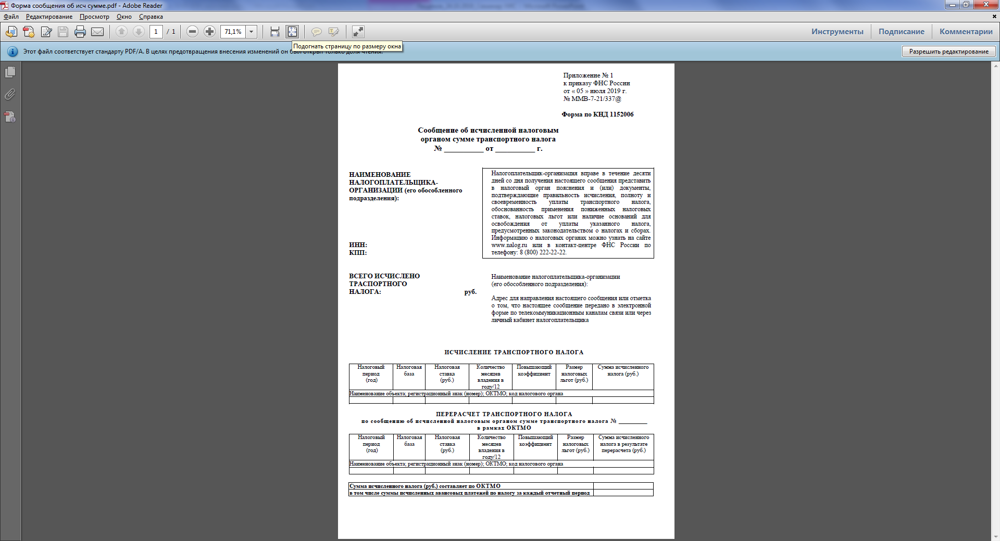 Форма сообщения об исч сумме.pdf - Adobe Reader
Файл Редактирование Просмотр Окно Справка
1 / 1 71,1%
Инструменты Подписание Комментарии
Подогнать страницу по размеру окна
Этот файл соответствует стандарту PDF/A. В целях предотвращения внесения изменений он был открыт только доля чтения.
Разрешить редактирование
Приложение № 1
к приказу ФНС России
от « 05 » июля 2019 г.
№ ММВ-7-21/337@
Форма по КНД 1152006
Сообщение об исчисленной налоговым
органом сумме транспортного налога
№ __________ от __________ г.
НАИМЕНОВАНИЕ
НАЛОГОПЛАТЕЛЬЩИКА-
ОРГАНИЗАЦИИ (его обособленного
подразделения):
ИНН:
КПП:
Налогоплательщик-организация вправе в течение десяти
дней со дня получения настоящего сообщения представить
в налоговый орган пояснения и (или) документы,
подтверждающие правильность исчисления, полноту и
своевременность уплаты транспортного налога,
обоснованность применения пониженных налоговых
ставок, налоговых льгот или наличие оснований для
освобождения от уплаты указанного налога,
предусмотренных законодательством о налогах и сборах.
Информацию о налоговых органах можно узнать на сайте
www.nalog.ru или в контакт-центре ФНС России по
телефону: 8 (800) 222-22-22.
ВСЕГО ИСЧИСЛЕНО
ТРАСПОРТНОГО
НАЛОГА: руб.
Наименование налогоплательщика-организации
(его обособленного подразделения):
Адрес для направления настоящего сообщения или отметка
о том, что настоящее сообщение передано в электронной
форме по телекоммуникационным каналам связи или через
личный кабинет налогоплательщика
ИСЧИСЛЕНИЕ ТРАНСПОРТНОГО НАЛОГА
Налоговый период (год) Налоговая база Налоговая ставка (руб.) Количество месяцев владения в году/12 Повышающий коэффициент Размер налоговых льгот (руб.) Сумма исчисленного налога (руб.)
Наименование объекта; регистрационный знак (номер); ОКТМО; код налогового органа
ПЕРЕРАСЧЕТ ТРАНСПОРТНОГО НАЛОГА
по сообщению об исчисленной налоговым органом сумме транспортного налога № _________
в рамках ОКТМО
Налоговый период (год) Налоговая база Налоговая ставка (руб.) Количество месяцев владения в году/12 Повышающий коэффициент Размер налоговых льгот (руб.) Сумма исчисленного налога в результате перерасчета (руб.)
Наименование объекта; регистрационный знак (номер); ОКТМО; код налогового органа
Сумма исчисленного налога (руб.) составляет по ОКТМО
в том числе суммы исчисленных авансовых платежей по налогу за каждый отчетный период